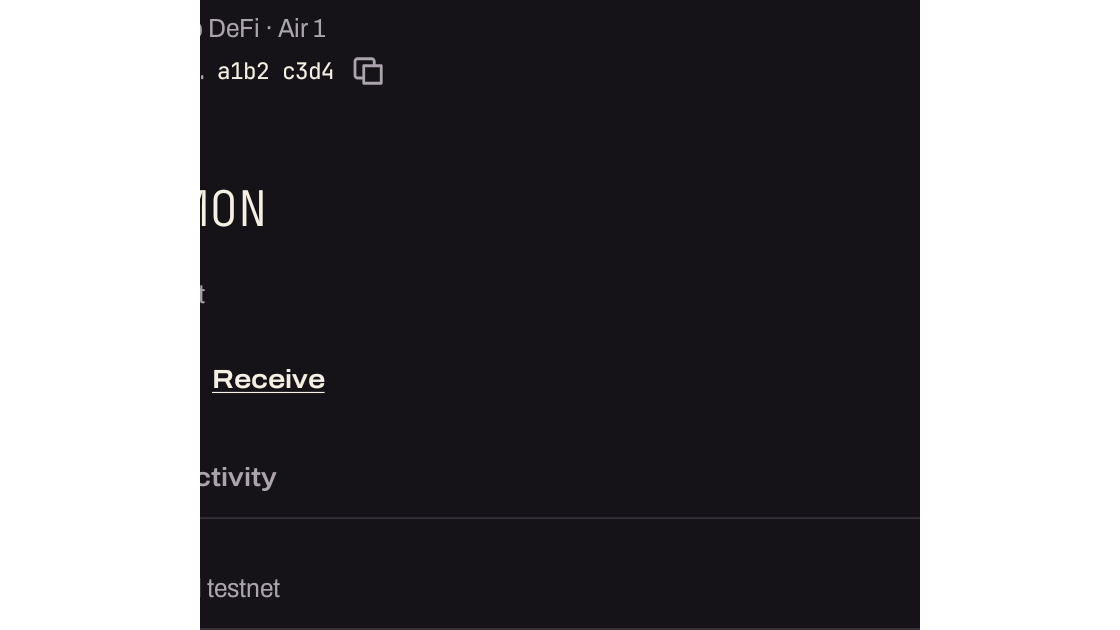 DeFi · Air 1
a1b2 c3d4
MON
Receive
ctivity
testnet